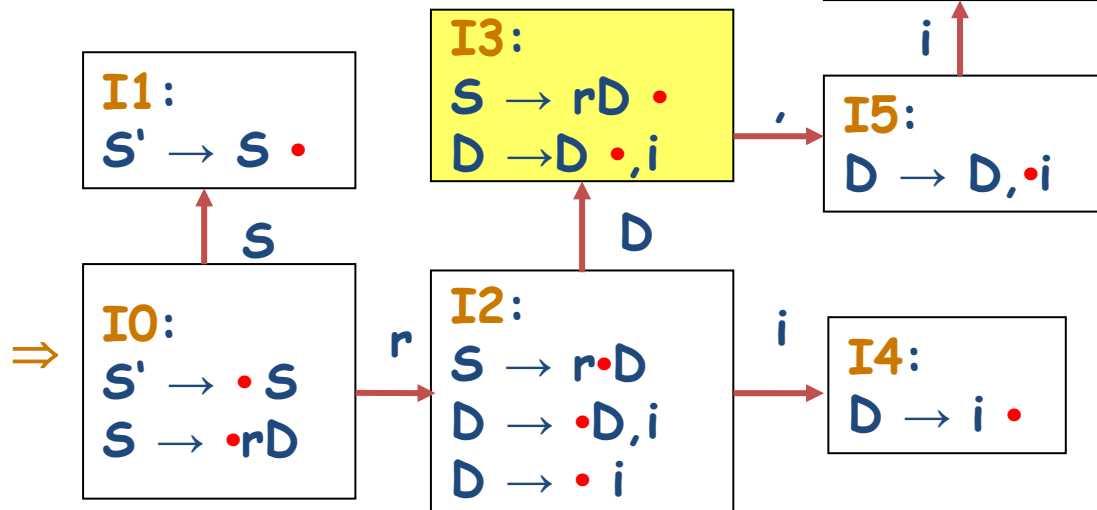 I1:
S' → S •
S
⇒
I0:
S' → • S
S → •rD
r
I3:
S → rD •
D →D •,i
D
I2:
S → r•D
D → •D,i
D → • i
,
i
I5:
D → D,•i
i
I4:
D → i •